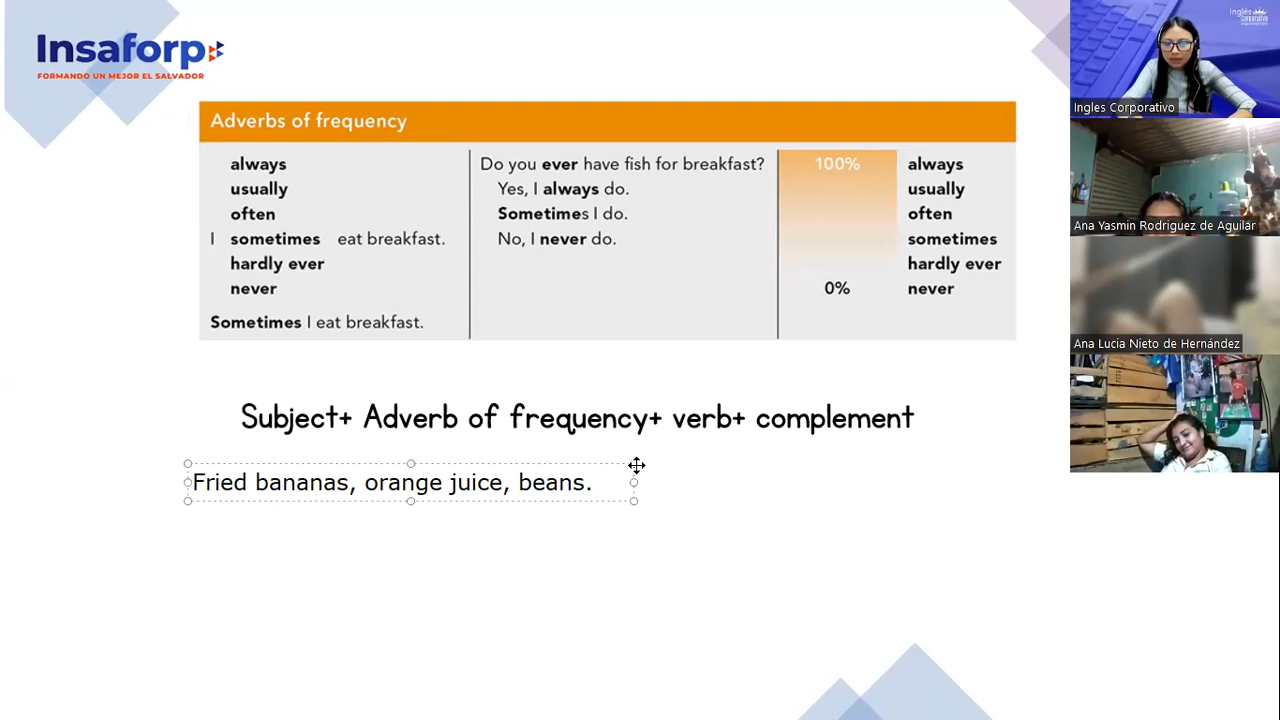 Insaforp
FORMANDO UN MEJOR EL SALVADOR
Adverbs of frequency
always
usually
often
I sometimes eat breakfast.
hardly ever
never
Sometimes I eat breakfast.
Do you ever have fish for breakfast?
Yes, I always do.
Sometimes I do.
No, I never do.
100%
0%
always
usually
often
sometimes
hardly ever
never
Subject+ Adverb of frequency+ verb+ complement
Fried bananas, orange juice, beans.
Inglés
Corporativo
Ingles Corporativo
Ana Yasmin Rodriguez de Aguilar
Ana Lucia Nieto de Hernández